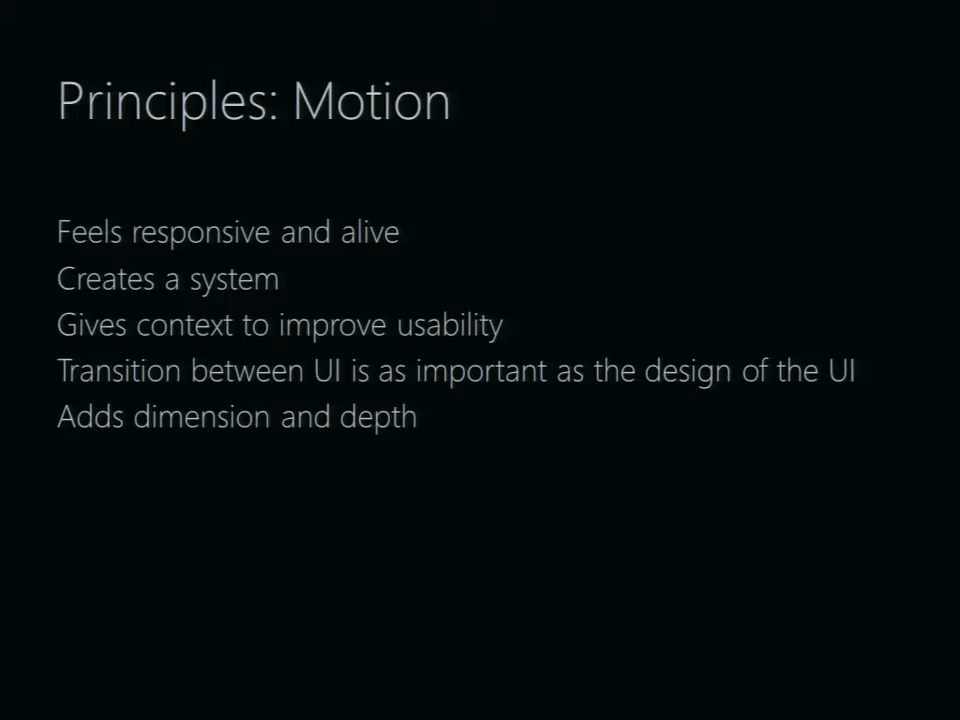 Principles: Motion
Feels responsive and alive
Creates a system
Gives context to improve usability
Transition between UI is as important as the design of the UI
Adds dimension and depth